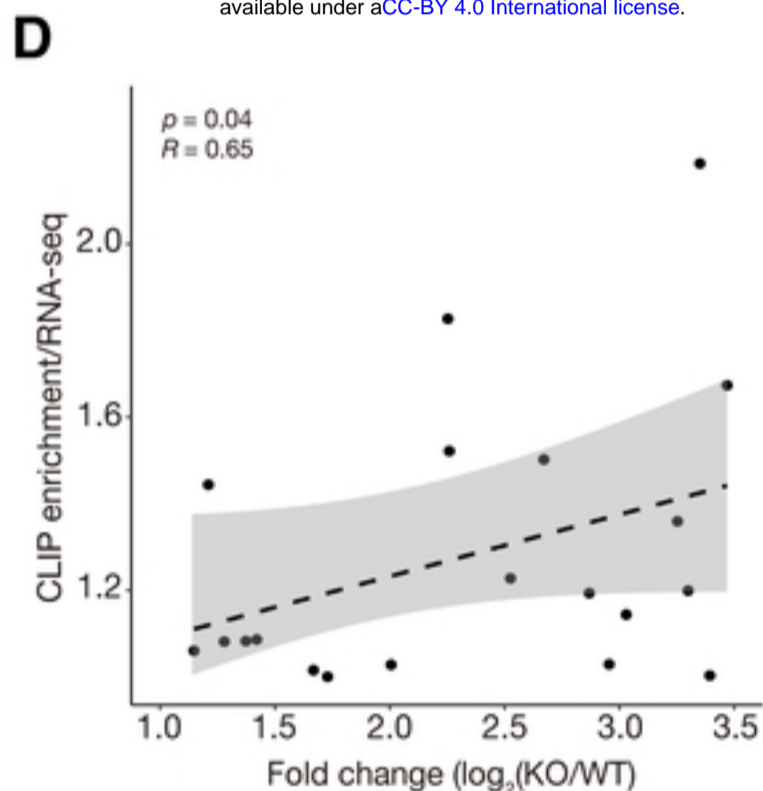 available under aCC-BY 4.0 International license.
D
p = 0.04
R = 0.65
CLIP enrichment/RNA-seq
2.0
1.6
1.2
1.0 1.5 2.0 2.5 3.0 3.5
Fold change (log₂(KO/WT)